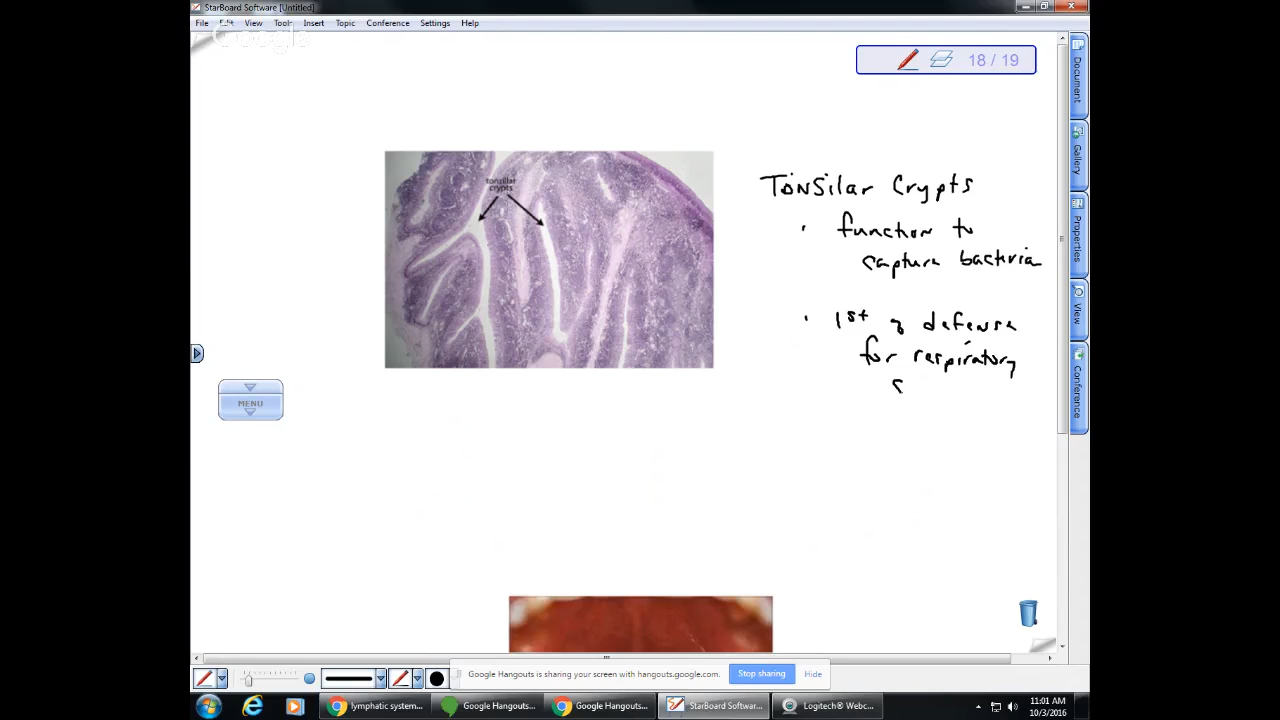 StarBoard Software [Untitled]
File Edit View Tools Insert Topic Conference Settings Help
Google
18 / 19
Document
Gallery
Properties
View
Conference
tonsillar
crypts
Tonsilar Crypts
· function to
capture bacteria
· 1st of defense
for respiratory
s
MENU
Google Hangouts is sharing your screen with hangouts.google.com.
Stop sharing
Hide
lymphatic system...
Google Hangouts...
Google Hangouts...
StarBoard Softwar...
Logitech® Webc...
11:01 AM
10/3/2016